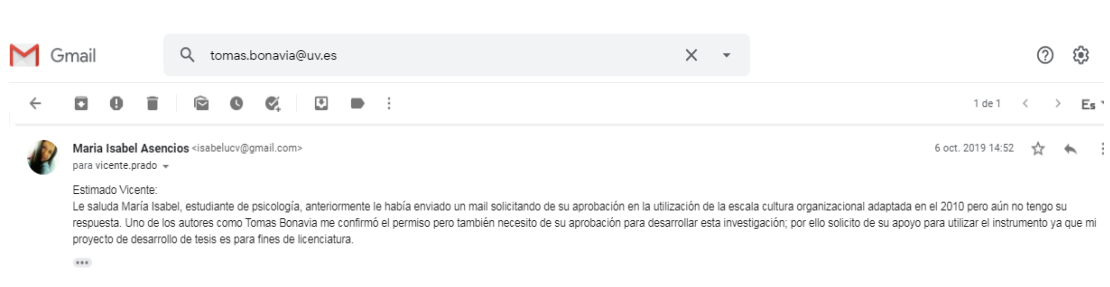 Gmail
tomas.bonavia@uv.es
1 de 1
Es
Maria Isabel Asencios <isabelucv@gmail.com>
6 oct. 2019 14:52
para vicente.prado
Estimado Vicente:
Le saluda María Isabel, estudiante de psicología, anteriormente le había enviado un mail solicitando de su aprobación en la utilización de la escala cultura organizacional adaptada en el 2010 pero aún no tengo su
respuesta. Uno de los autores como Tomas Bonavia me confirmó el permiso pero también necesito de su aprobación para desarrollar esta investigación; por ello solicito de su apoyo para utilizar el instrumento ya que mi
proyecto de desarrollo de tesis es para fines de licenciatura.